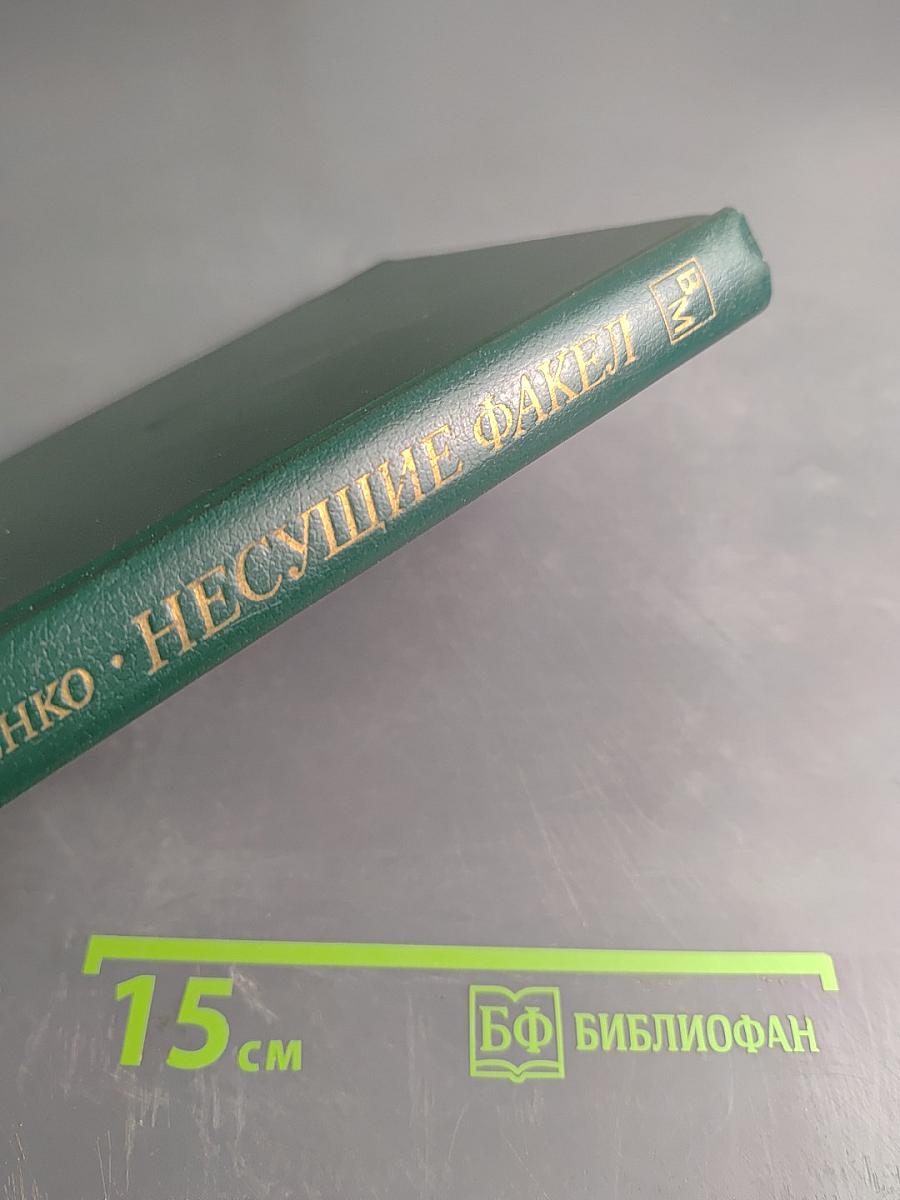 НКО · НЕСУЩИЕ ФАКЕЛ
ВМ
15 см
БФ БИБЛИОФАН